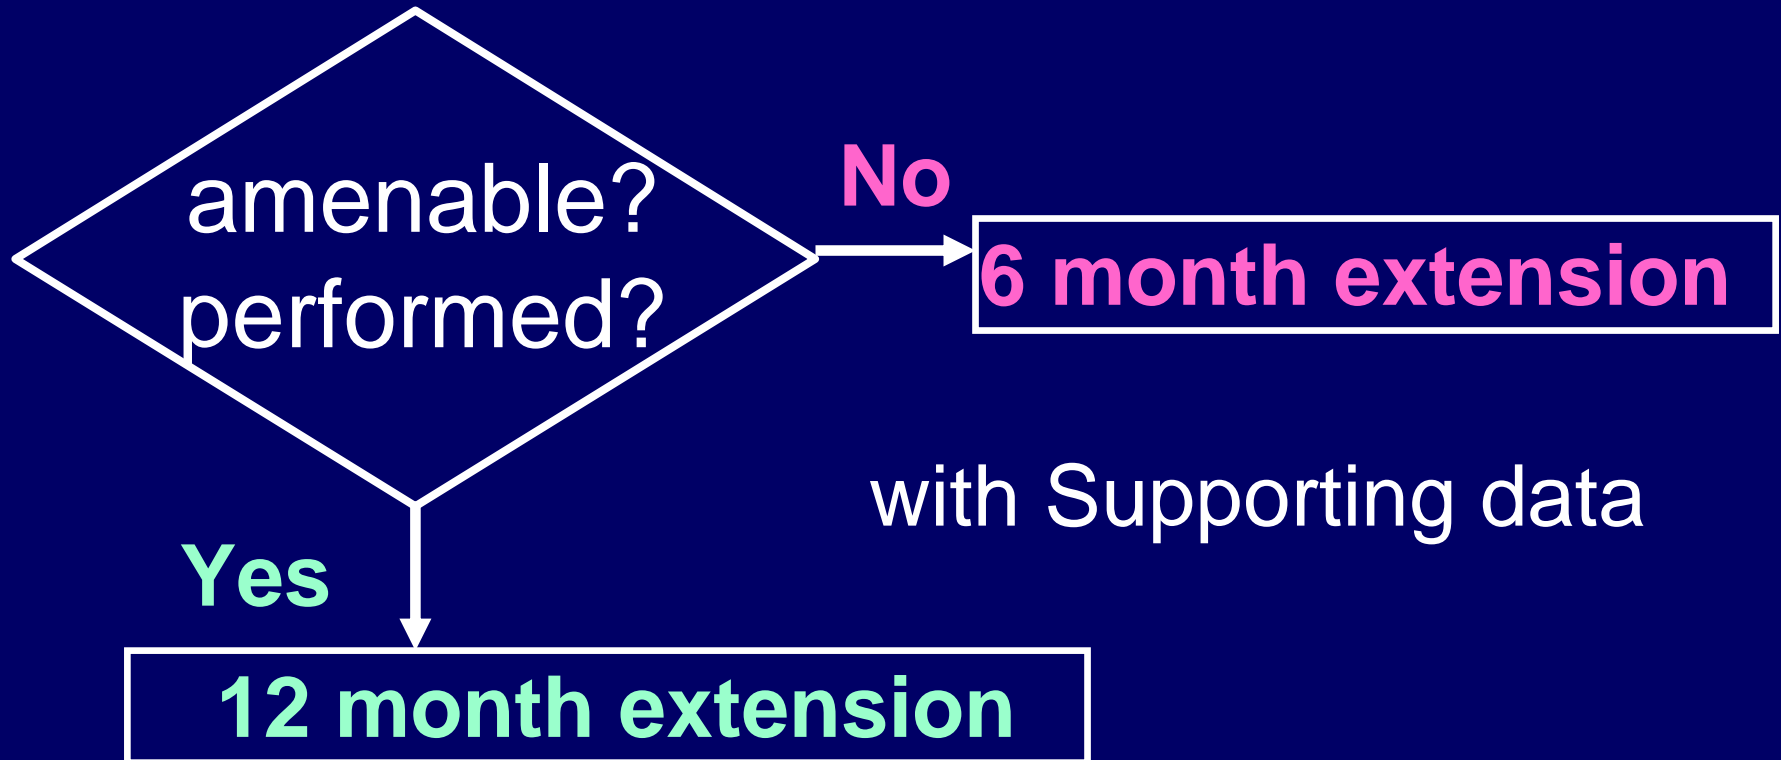 amenable?
performed?
No
6 month extension
with Supporting data
Yes
12 month extension